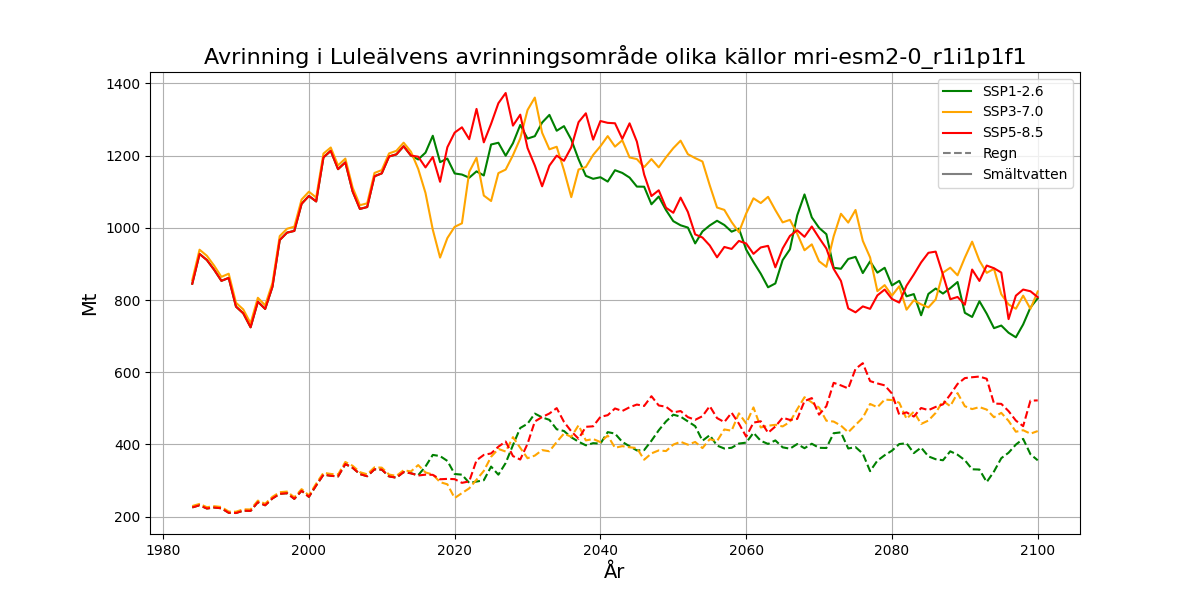 Avrinning i Luleälvens avrinningsområde olika källor mri-esm2-0_r1i1p1f1
1400
1200
1000
800
600
400
200
Mt
SSP1-2.6
SSP3-7.0
SSP5-8.5
Regn
Smältvatten
1980
2000
2020
2040
2060
2080
2100
År